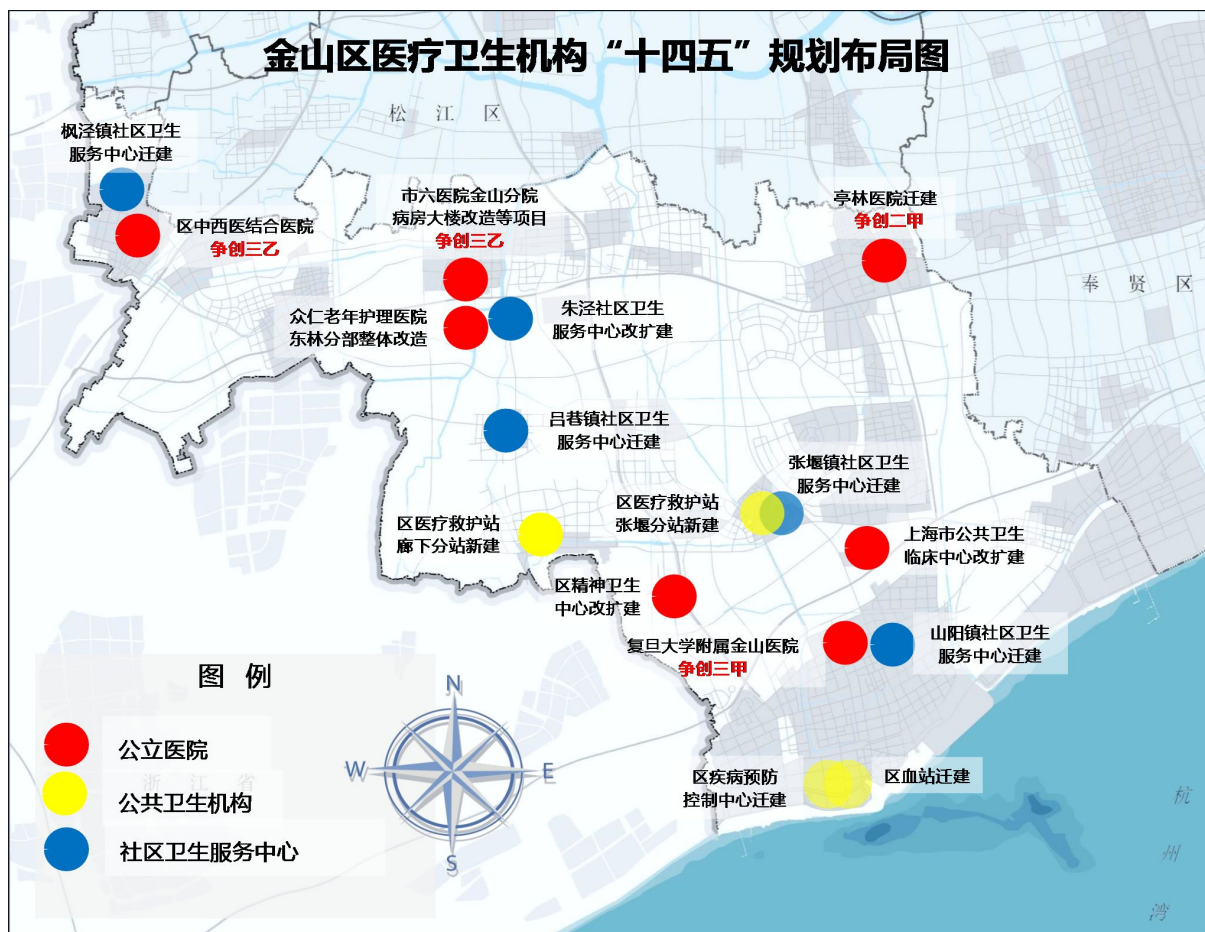 金山区医疗卫生机构“十四五”规划布局图
松江区
枫泾镇社区卫生
服务中心迁建
区中西医结合医院
争创三乙
市六医院金山分院
病房大楼改造等项目
争创三乙
亭林医院迁建
争创二甲
奉贤区
众仁老年护理医院
东林分部整体改造
朱泾社区卫生
服务中心改扩建
吕巷镇社区卫生
服务中心迁建
张堰镇社区卫生
服务中心迁建
区医疗救护站
张堰分站新建
区医疗救护站
廊下分站新建
上海市公共卫生
临床中心改扩建
区精神卫生
中心改扩建
复旦大学附属金山医院
争创三甲
山阳镇社区卫生
服务中心迁建
图例
公立医院
浙江省
公共卫生机构
社区卫生服务中心
N
W
E
S
区疾病预防
控制中心迁建
区血站迁建
杭
州
湾